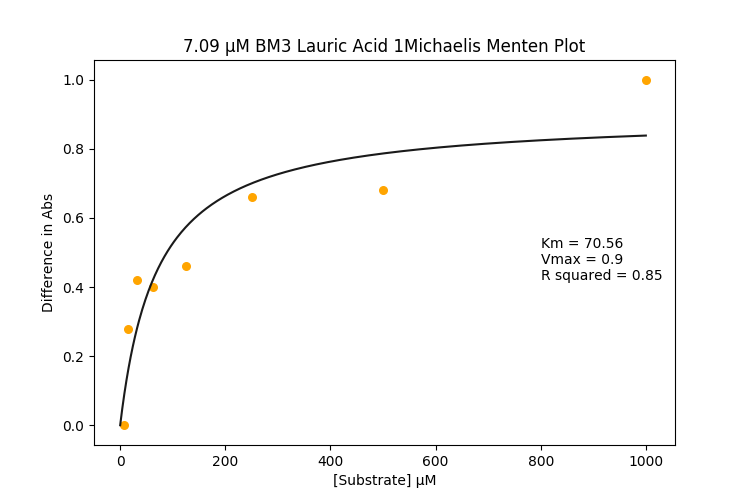 7.09 μM BM3 Lauric Acid 1Michaelis Menten Plot
1.0
0.8
0.6
0.4
0.2
0.0
Difference in Abs
Km = 70.56
Vmax = 0.9
R squared = 0.85
0 200 400 600 800 1000
[Substrate] μM